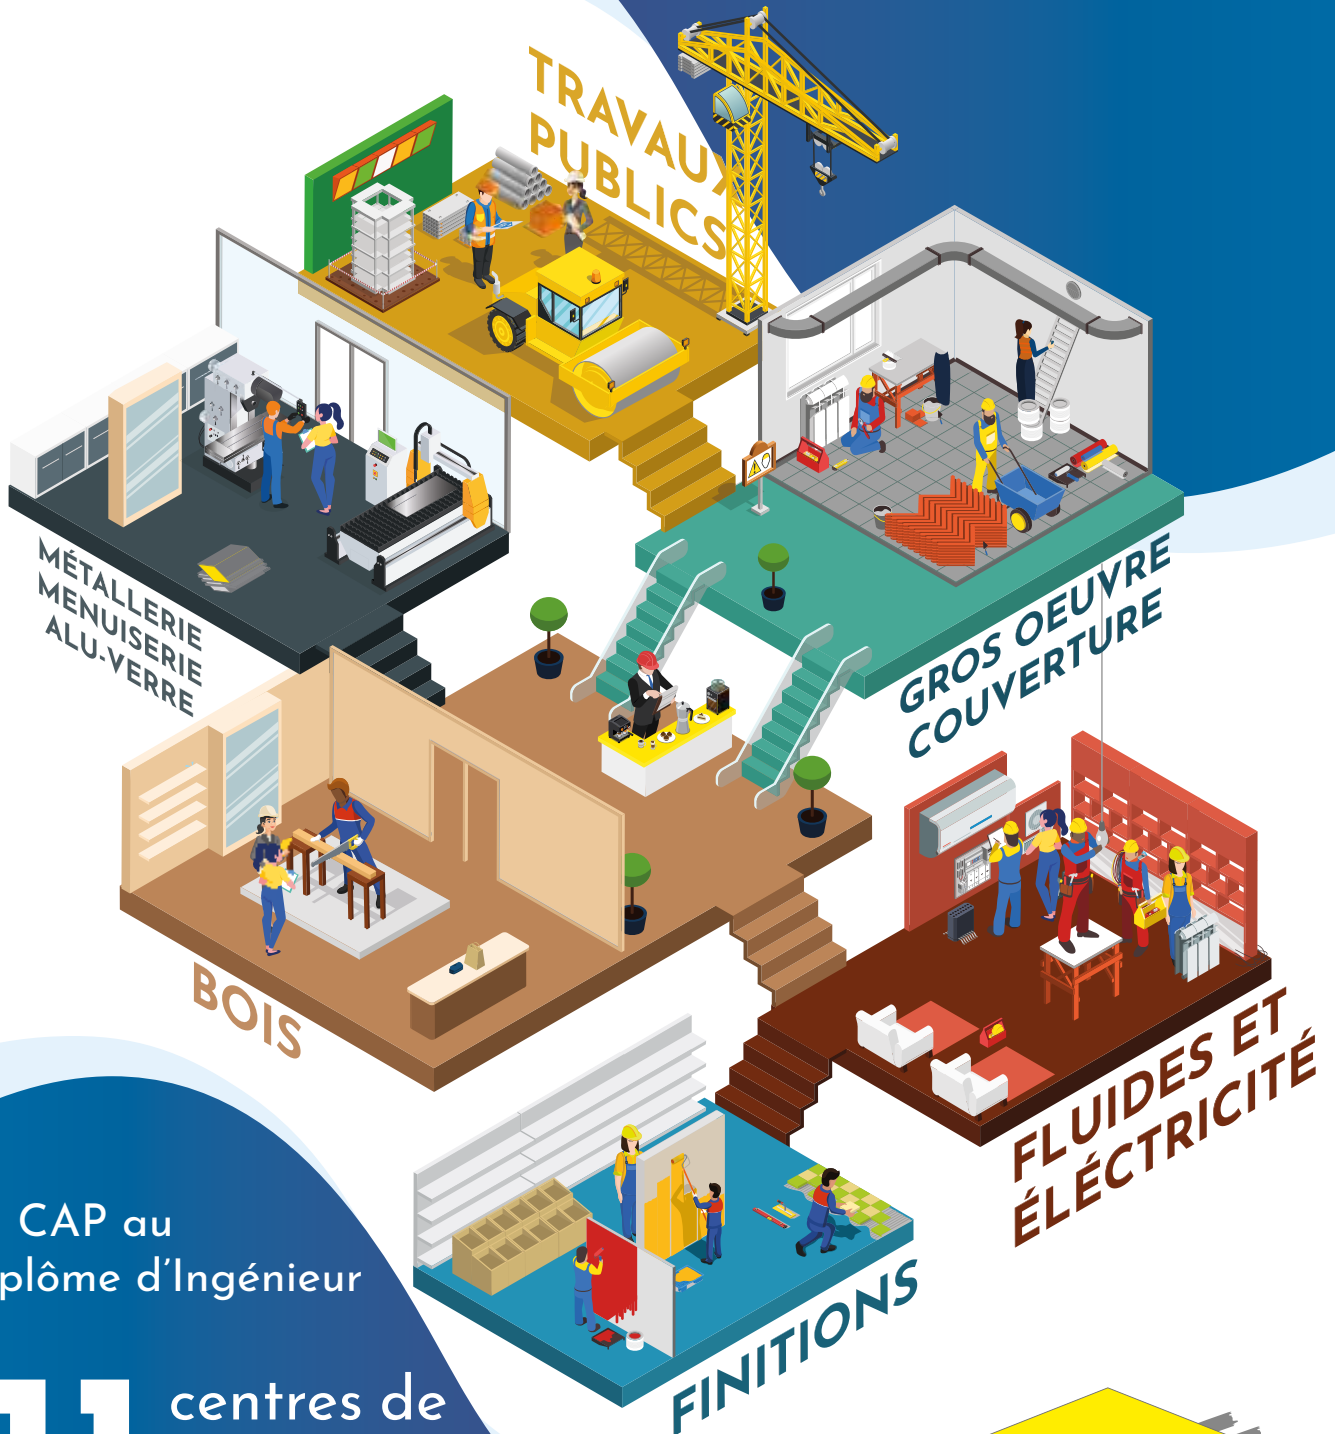 TRAVAUX
PUBLICS
MÉTALLERIE
MENUISERIE
ALU-VERRE
GROS OEUVRE
COUVERTURE
BOIS
FLUIDES ET
ÉLÉCTRICITÉ
FINITIONS
CAP au
plôme d'Ingénieur
11 centres de